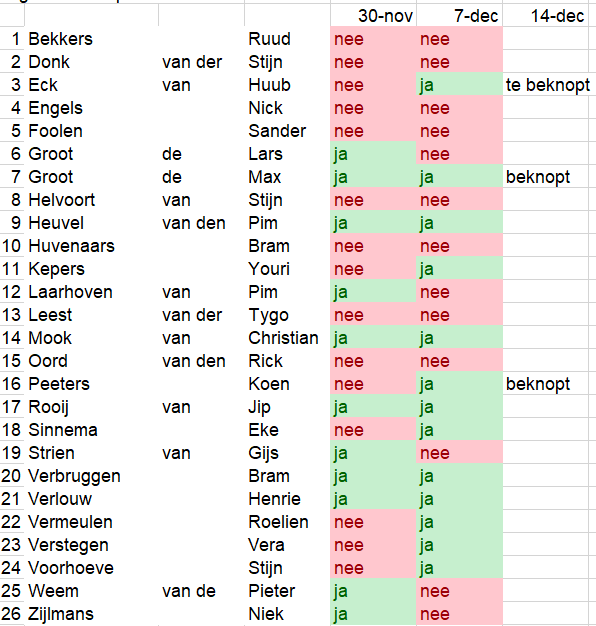 30-nov 7-dec 14-dec
1 Bekkers Ruud nee nee
2 Donk van der Stijn nee nee
3 Eck van Huub nee ja te beknopt
4 Engels Nick nee nee
5 Foolen Sander nee nee
6 Groot de Lars ja nee
7 Groot de Max ja ja beknopt
8 Helvoort van Stijn nee nee
9 Heuvel van den Pim ja ja
10 Huvenaars Bram nee nee
11 Kepers Youri nee ja
12 Laarhoven van Pim ja nee
13 Leest van der Tygo nee nee
14 Mook van Christian ja ja
15 Oord van den Rick nee nee
16 Peeters Koen nee ja beknopt
17 Rooij van Jip ja ja
18 Sinnema Eke nee ja
19 Strien van Gijs ja nee
20 Verbruggen Bram ja ja
21 Verlouw Henrie ja ja
22 Vermeulen Roelien nee ja
23 Verstegen Vera nee ja
24 Voorhoeve Stijn nee ja
25 Weem van de Pieter ja nee
26 Zijlmans Niek ja nee